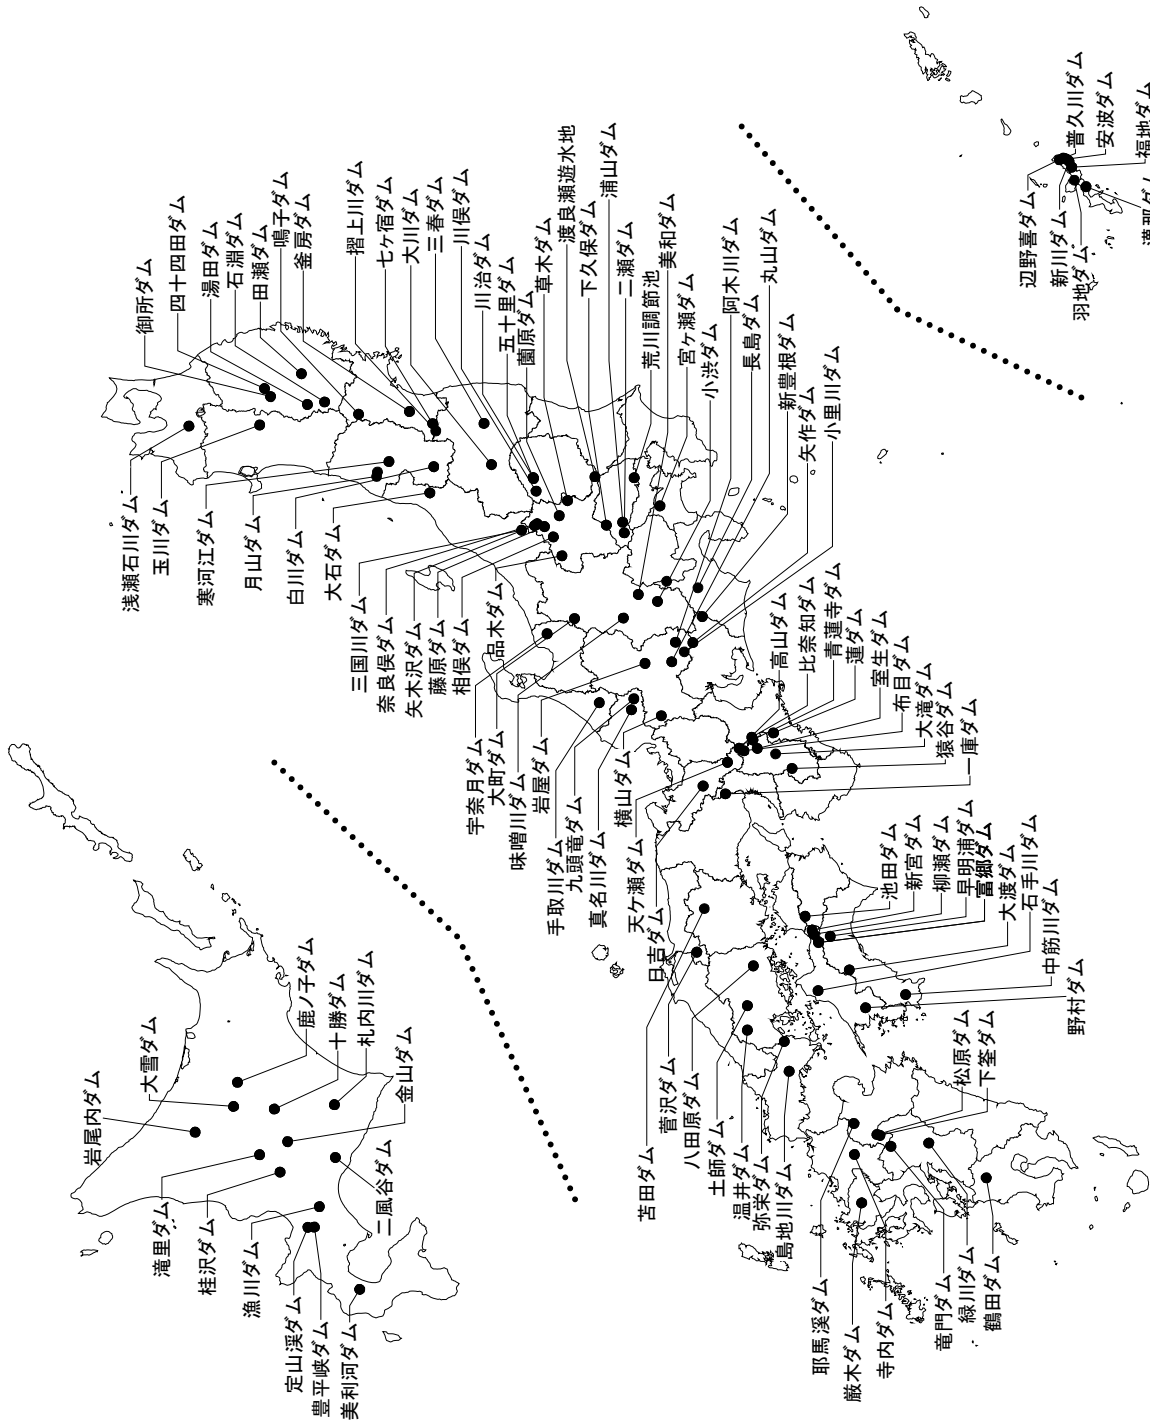 岩尾内ダム
大雪ダム
鹿ノ子ダム
十勝ダム
札内川ダム
金山ダム
滝里ダム
桂沢ダム
漁川ダム
定山渓ダム
豊平峡ダム
美利河ダム
二風谷ダム
御所ダム
四十四田ダム
湯田ダム
石淵ダム
田瀬ダム
鳴子ダム
釜房ダム
摺上川ダム
七ヶ宿ダム
大川ダム
三春ダム
川俣ダム
川治ダム
五十里ダム
薗原ダム
草木ダム
渡良瀬遊水地
下久保ダム
浦山ダム
二瀬ダム
荒川調節池
美和ダム
宮ヶ瀬ダム
小渋ダム
阿木川ダム
長島ダム
丸山ダム
新豊根ダム
矢作ダム
小里川ダム
浅瀬石川ダム
玉川ダム
寒河江ダム
月山ダム
白川ダム
大石ダム
三国川ダム
奈良俣ダム
矢木沢ダム
藤原ダム
相俣ダム
品木ダム
宇奈月ダム
大町ダム
味噌川ダム
岩屋ダム
手取川ダム
九頭竜ダム
真名川ダム
横山ダム
天ケ瀬ダム
日吉ダム
高山ダム
比奈知ダム
青蓮寺ダム
蓮ダム
室生ダム
布目ダム
大滝ダム
猿谷ダム
一庫ダム
池田ダム
新宮ダム
柳瀬ダム
早明浦ダム
富郷ダム
大渡ダム
石手川ダム
中筋川ダム
野村ダム
苫田ダム
菅沢ダム
八田原ダム
土師ダム
温井ダム
弥栄ダム
島地川ダム
松原ダム
下筌ダム
耶馬溪ダム
厳木ダム
寺内ダム
竜門ダム
緑川ダム
鶴田ダム
辺野喜ダム
新川ダム
羽地ダム
普久川ダム
安波ダム
福地ダム